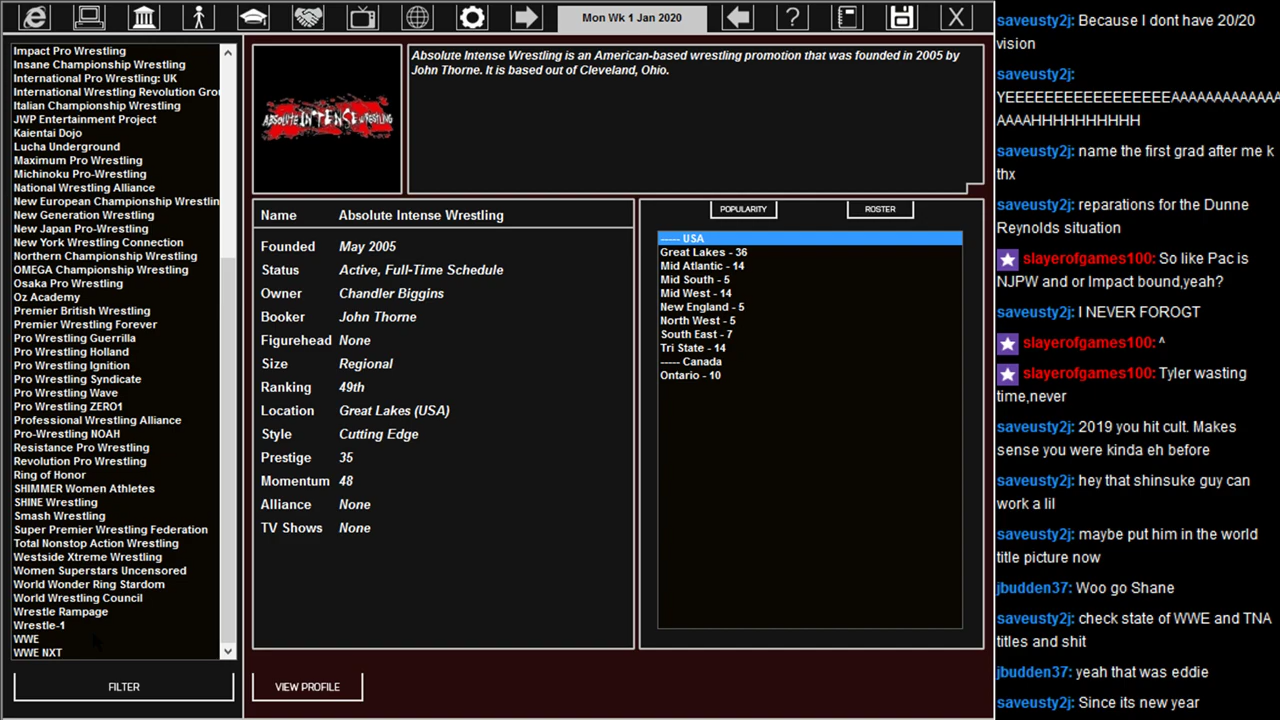 Mon Wk 1 Jan 2020
Impact Pro Wrestling
Insane Championship Wrestling
International Pro Wrestling: UK
International Wrestling Revolution Grou
Italian Championship Wrestling
JWP Entertainment Project
Kaientai Dojo
Lucha Underground
Maximum Pro Wrestling
Michinoku Pro-Wrestling
National Wrestling Alliance
New European Championship Wrestlin
New Generation Wrestling
New Japan Pro-Wrestling
New York Wrestling Connection
Northern Championship Wrestling
OMEGA Championship Wrestling
Osaka Pro Wrestling
Oz Academy
Premier British Wrestling
Premier Wrestling Forever
Pro Wrestling Guerrilla
Pro Wrestling Holland
Pro Wrestling Ignition
Pro Wrestling Syndicate
Pro Wrestling Wave
Pro Wrestling ZERO1
Professional Wrestling Alliance
Pro-Wrestling NOAH
Resistance Pro Wrestling
Revolution Pro Wrestling
Ring of Honor
SHIMMER Women Athletes
SHINE Wrestling
Smash Wrestling
Super Premier Wrestling Federation
Total Nonstop Action Wrestling
Westside Xtreme Wrestling
Women Superstars Uncensored
World Wonder Ring Stardom
World Wrestling Council
Wrestle Rampage
Wrestle-1
WWE
WWE NXT
FILTER
ABSOLUTE INTENSE WRESTLING
Absolute Intense Wrestling is an American-based wrestling promotion that was founded in 2005 by
John Thorne. It is based out of Cleveland, Ohio.
Name Absolute Intense Wrestling
Founded May 2005
Status Active, Full-Time Schedule
Owner Chandler Biggins
Booker John Thorne
Figurehead None
Size Regional
Ranking 49th
Location Great Lakes (USA)
Style Cutting Edge
Prestige 35
Momentum 48
Alliance None
TV Shows None
VIEW PROFILE
POPULARITY ROSTER
----- USA
Great Lakes - 36
Mid Atlantic - 14
Mid South - 5
Mid West - 14
New England - 5
North West - 5
South East - 7
Tri State - 14
----- Canada
Ontario - 10
saveusty2j: Because I dont have 20/20
vision
saveusty2j:
YEEEEEEEEEEEEEEEEEAAAAAAAAAAAAA
AAAAHHHHHHHHHHH
saveusty2j: name the first grad after me k
thx
saveusty2j: reparations for the Dunne
Reynolds situation
slayerofgames100: So like Pac is
NJPW and or Impact bound,yeah?
saveusty2j: I NEVER FOROGT
slayerofgames100: ^
slayerofgames100: Tyler wasting
time,never
saveusty2j: 2019 you hit cult. Makes
sense you were kinda eh before
saveusty2j: hey that shinsuke guy can
work a lil
saveusty2j: maybe put him in the world
title picture now
jbudden37: Woo go Shane
saveusty2j: check state of WWE and TNA
titles and shit
jbudden37: yeah that was eddie
saveusty2j: Since its new year